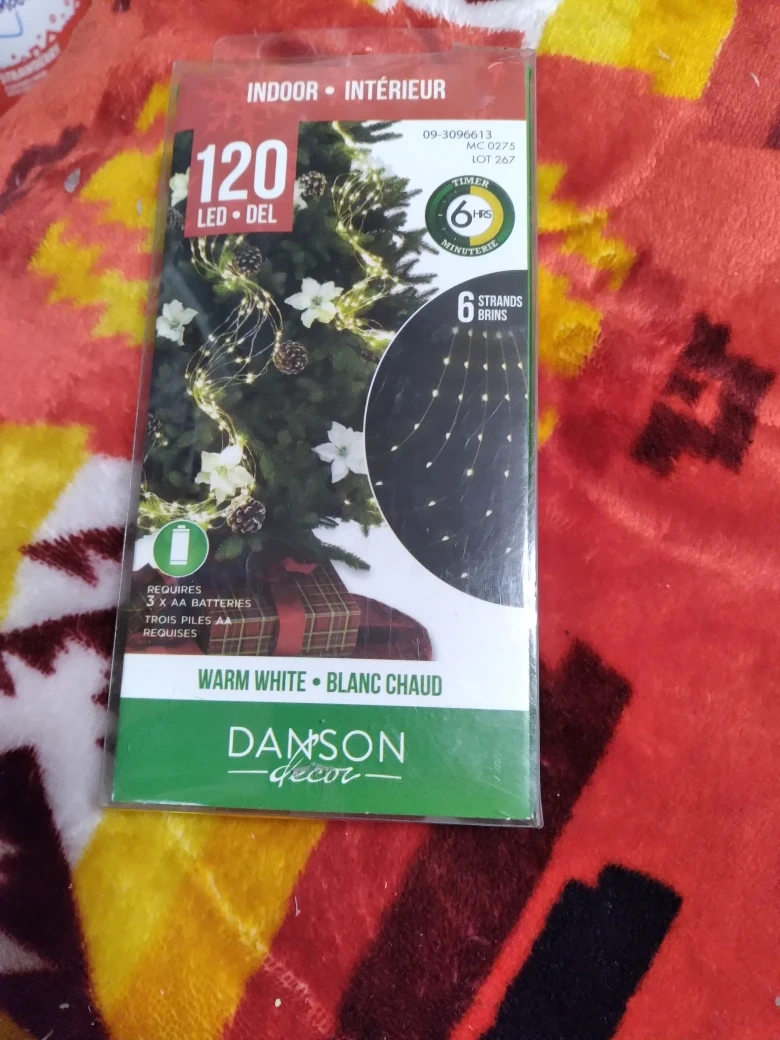 STRAWBERRY
INDOOR • INTÉRIEUR
120
LED • DEL
09-3096613
MC 0275
LOT 267
TIMER
6 HRS
MINUTERIE
6 STRANDS
BRINS
REQUIRES
3 x AA BATTERIES
TROIS PILES AA
REQUISES
WARM WHITE • BLANC CHAUD
DANSON
decor